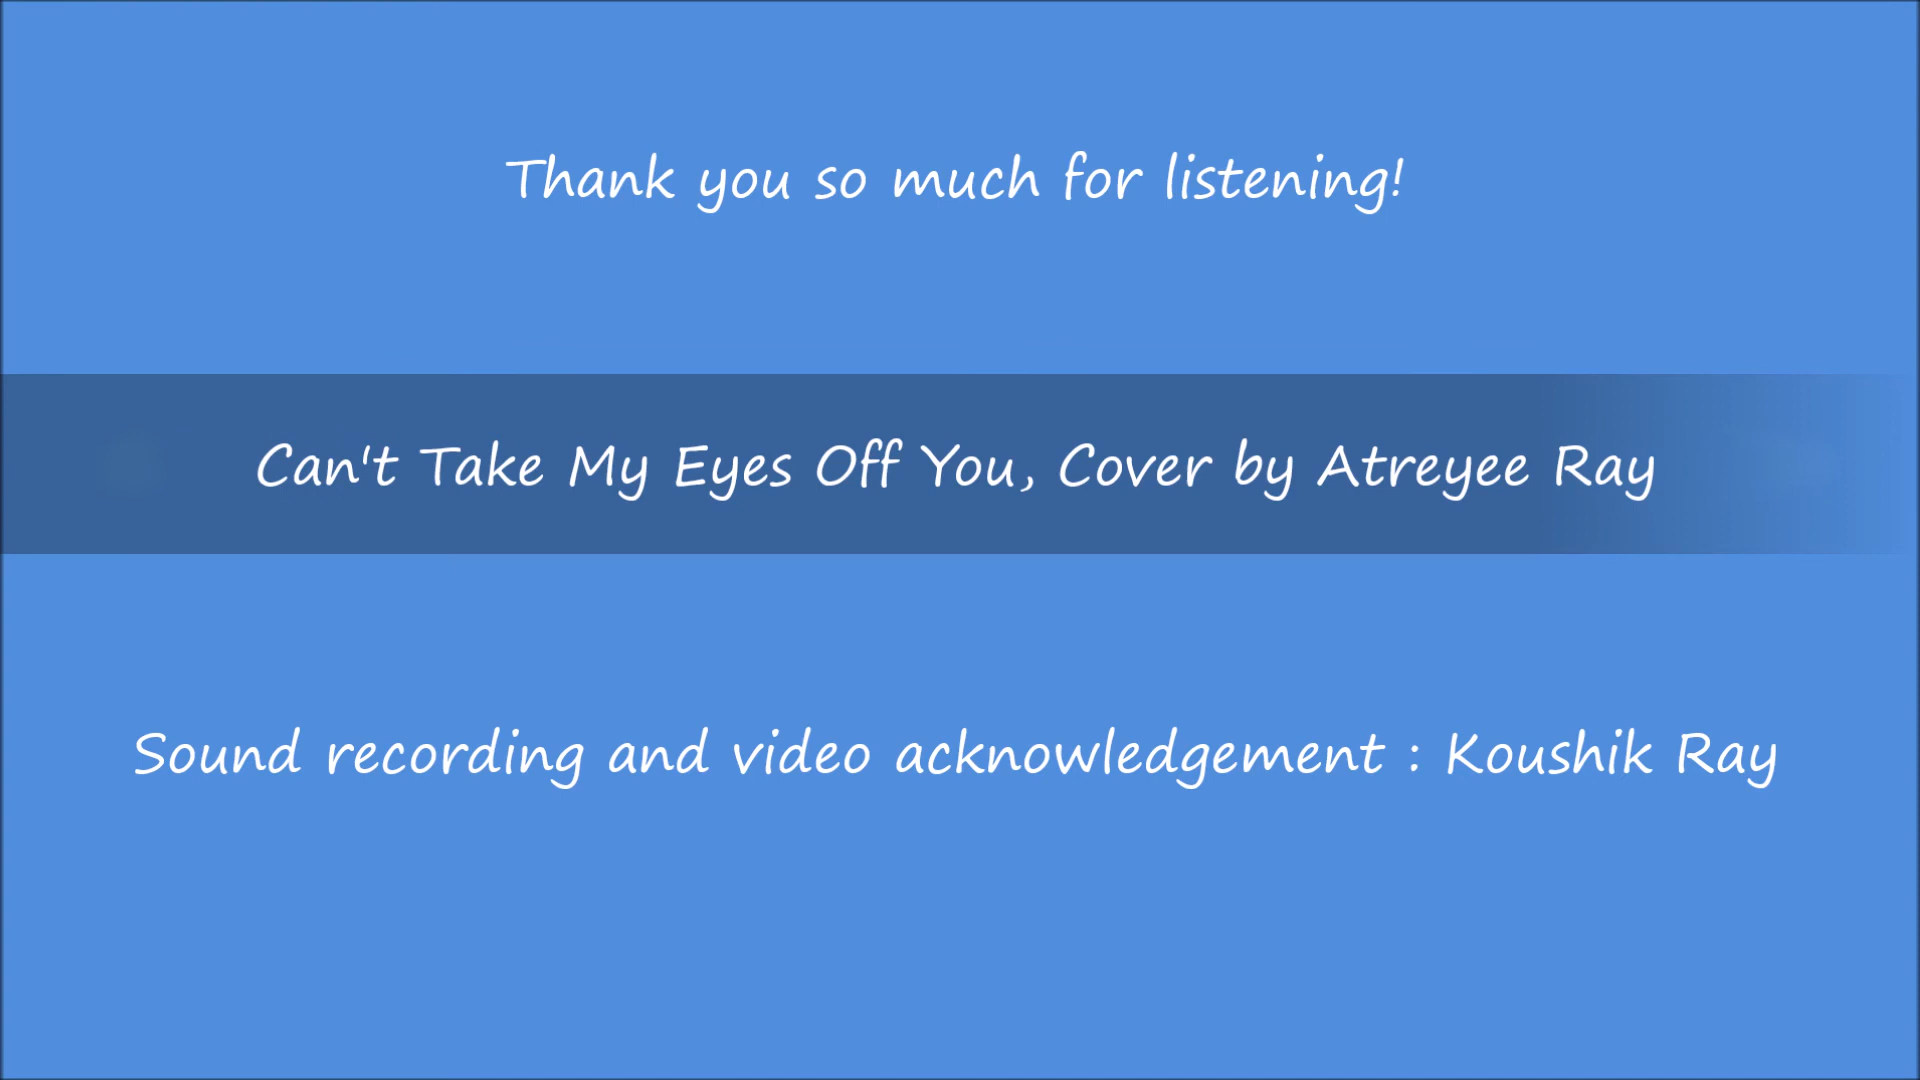 Thank you so much for listening!
Can't Take My Eyes Off You, Cover by Atreyee Ray
Sound recording and video acknowledgement : Koushik Ray